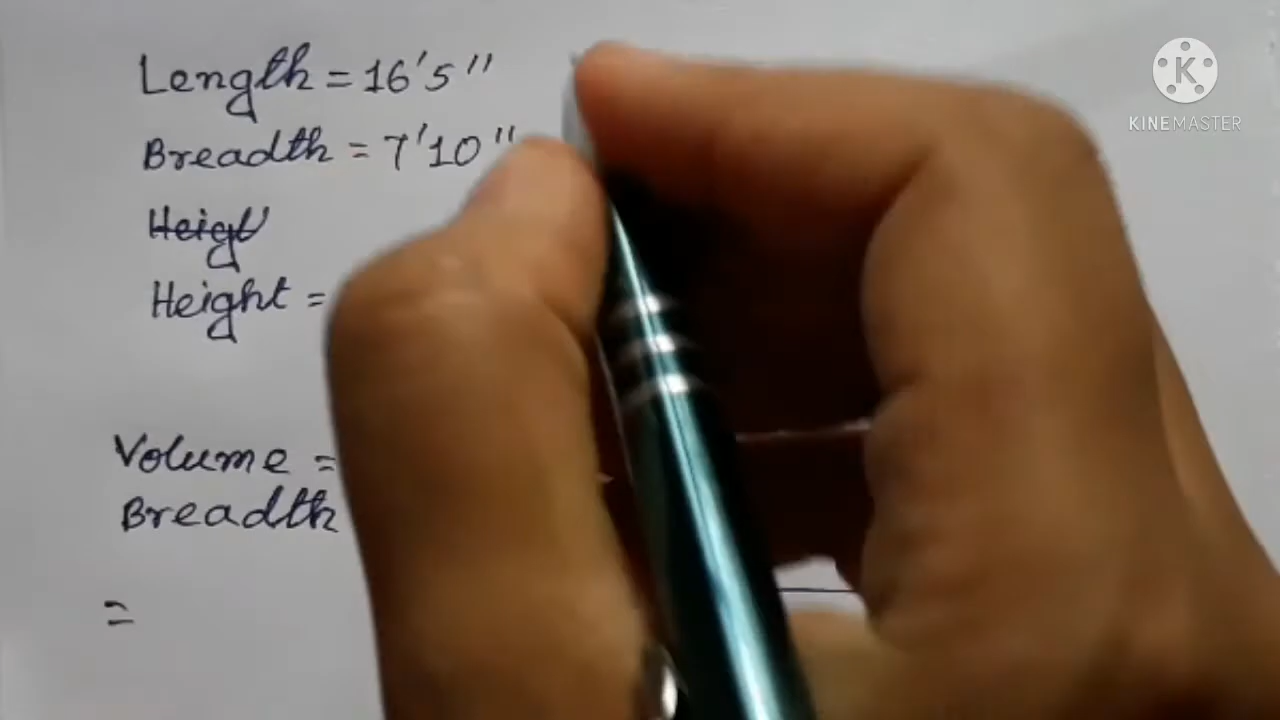 Length = 16'5"
Breadth = 7'10"
Heigt
Height =
Volume =
Breadth
=
K
KINEMASTER